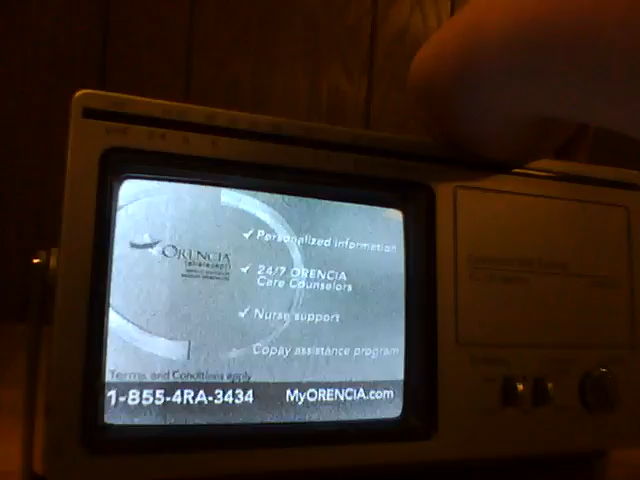 ORENCIA
(abatacept)
Personalized information
24/7 ORENCIA
Care Counselors
Nurse support
Copay assistance program
Terms and Conditions apply
1-855-4RA-3434 MyORENCIA.com